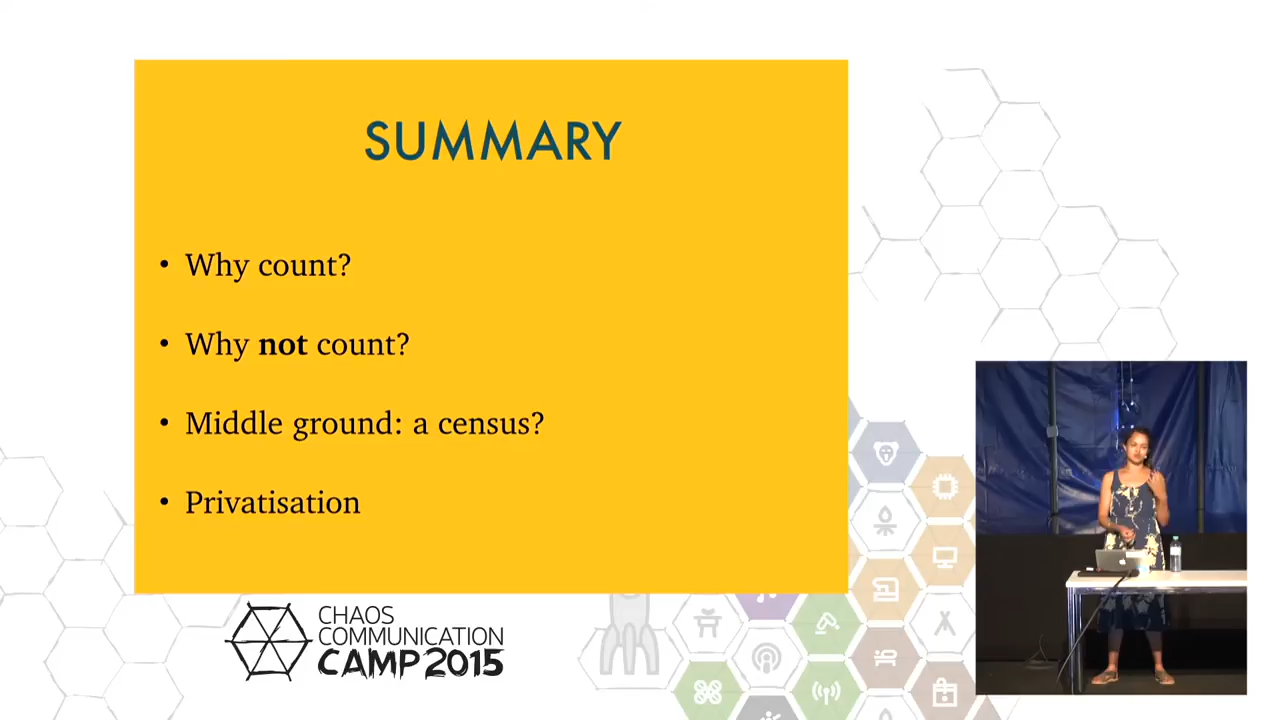 SUMMARY
• Why count?
• Why not count?
• Middle ground: a census?
• Privatisation
CHAOS
COMMUNICATION
CAMP 2015